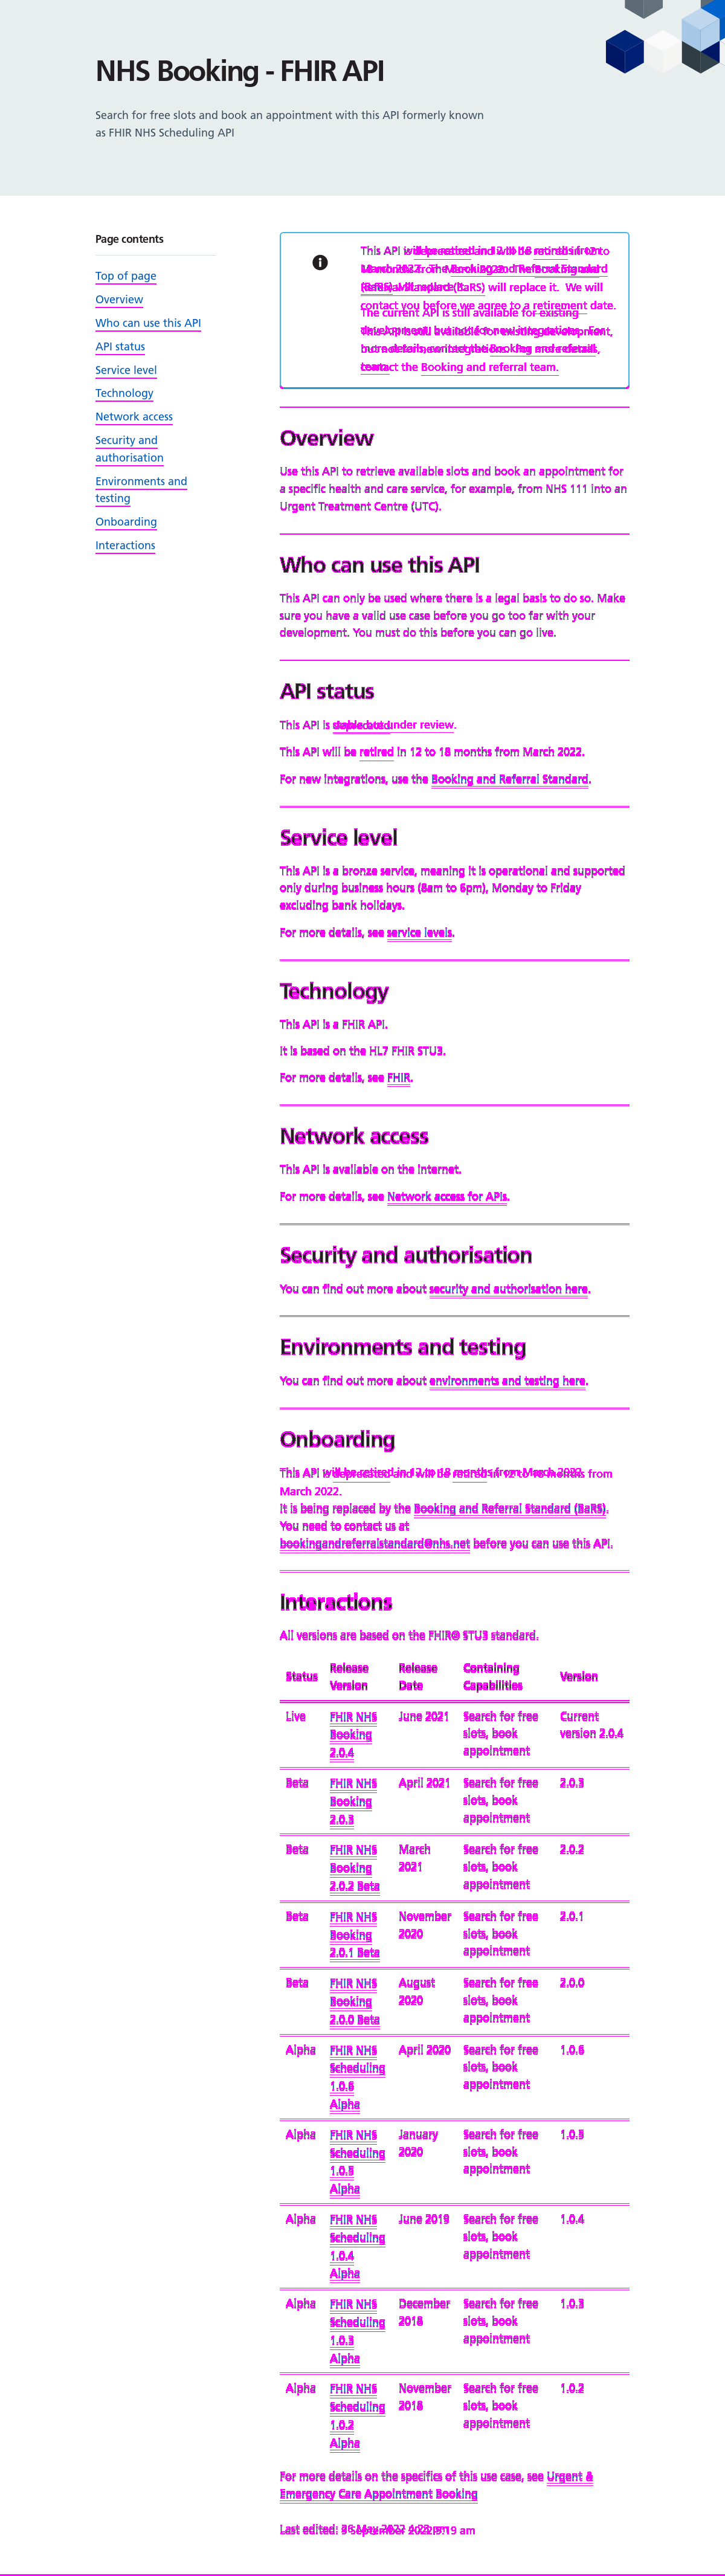 NHS Booking - FHIR API
Search for free slots and book an appointment with this API formerly known
as FHIR NHS Scheduling API
Page contents
Top of page
Overview
Who can use this API
API status
Service level
Technology
Network access
Security and
authorisation
Environments and
testing
Onboarding
Interactions
This API
will replace it. We will
contact you before we agree to a retirement date.
The current API is still available for existing
contact the Booking and referral team.
Overview
Use this API to retrieve available slots and book an appointment for
a specific health and care service, for example, from NHS 111 into an
Urgent Treatment Centre (UTC).
Who can use this API
This API can only be used where there is a legal basis to do so. Make
sure you have a valid use case before you go too far with your
development. You must do this before you can go live.
API status
This API is under review.
This API will be retired in 12 to 18 months from March 2022.
For new integrations, use the Booking and Referral Standard.
Service level
This API is a bronze service, meaning it is operational and supported
only during business hours (8am to 6pm), Monday to Friday
excluding bank holidays.
For more details, see service levels.
Technology
This API is a FHIR API.
It is based on the HL7 FHIR STU3.
For more details, see FHIR.
Network access
This API is available on the internet.
For more details, see Network access for APIs.
Security and authorisation
You can find out more about security and authorisation here.
Environments and testing
You can find out more about environments and testing here.
Onboarding
This API is deprecated and will be retired in 12 to 18 months from
March 2022.
It is being replaced by the Booking and Referral Standard (BaRS).
You need to contact us at
bookingandreferralstandard@nhs.net before you can use this API.
Interactions
All versions are based on the FHIR® STU3 standard.
Status Release Version Release Date Containing Capabilities Version
Live FHIR NHS Booking 2.0.4 June 2021 Search for free slots, book appointment Current version 2.0.4
Beta FHIR NHS Booking 2.0.3 April 2021 Search for free slots, book appointment 2.0.3
Beta FHIR NHS Booking 2.0.2 Beta March 2021 Search for free slots, book appointment 2.0.2
Beta FHIR NHS Booking 2.0.1 Beta November 2020 Search for free slots, book appointment 2.0.1
Beta FHIR NHS Booking 2.0.0 Beta August 2020 Search for free slots, book appointment 2.0.0
Alpha FHIR NHS Scheduling 1.0.6 Alpha April 2020 Search for free slots, book appointment 1.0.6
Alpha FHIR NHS Scheduling 1.0.5 Alpha January 2020 Search for free slots, book appointment 1.0.5
Alpha FHIR NHS Scheduling 1.0.4 Alpha June 2019 Search for free slots, book appointment 1.0.4
Alpha FHIR NHS Scheduling 1.0.3 Alpha December 2018 Search for free slots, book appointment 1.0.3
Alpha FHIR NHS Scheduling 1.0.2 Alpha November 2018 Search for free slots, book appointment 1.0.2
For more details on the specifics of this use case, see Urgent &
Emergency Care Appointment Booking
Last edited: